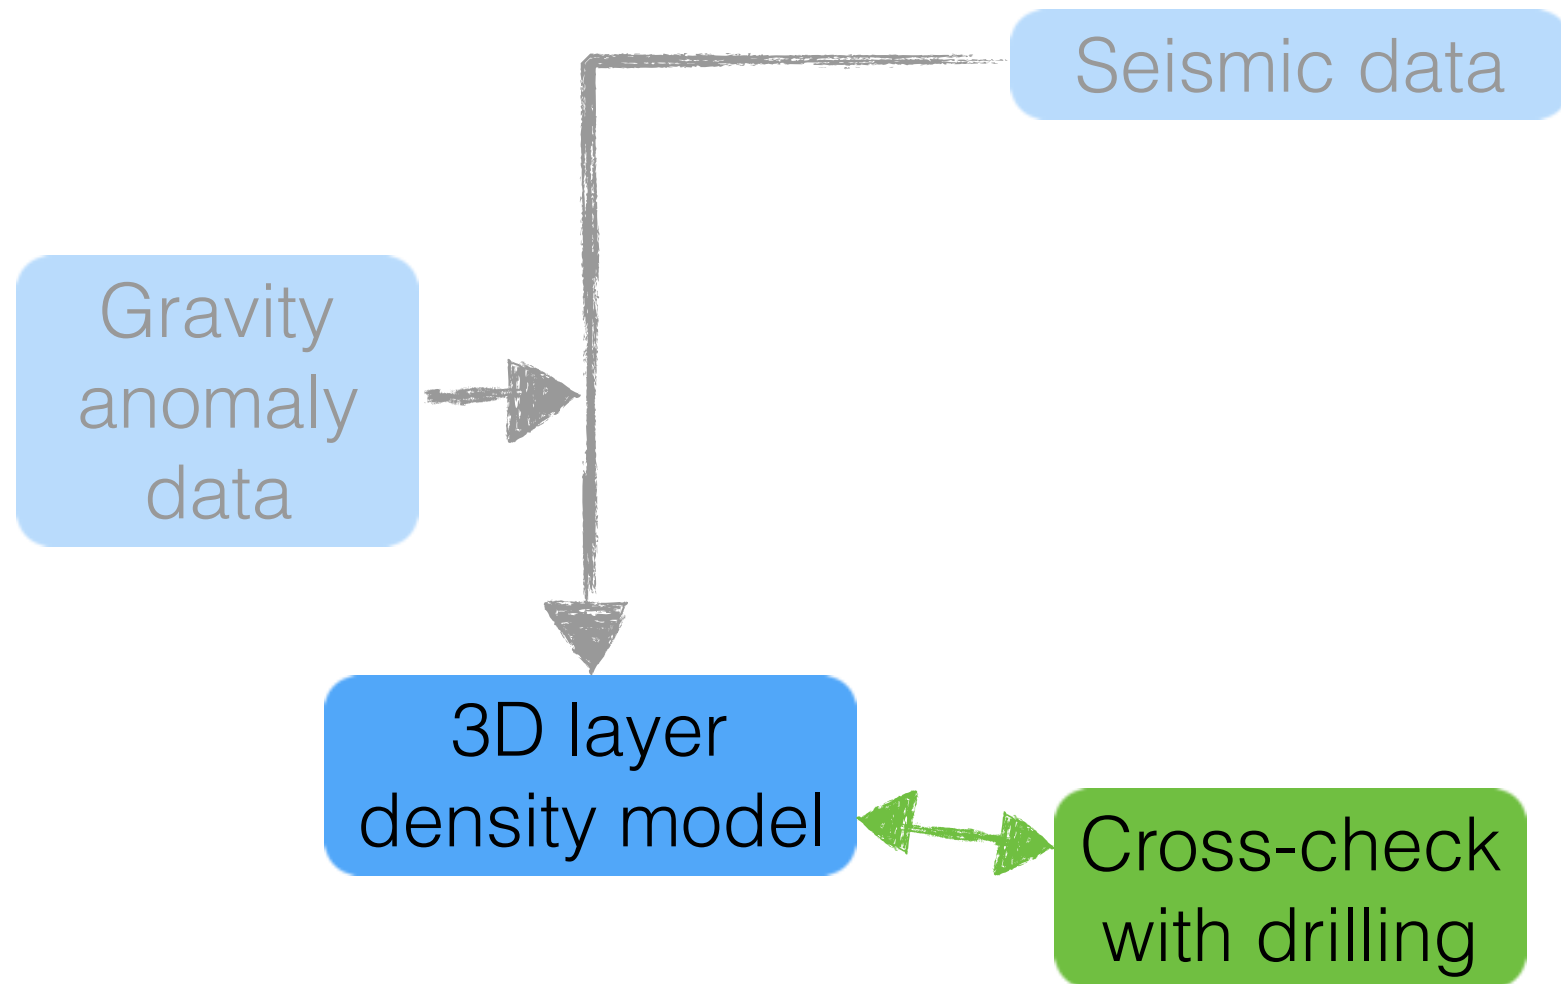 Seismic data
Gravity
anomaly
data
3D layer
density model
Cross-check
with drilling